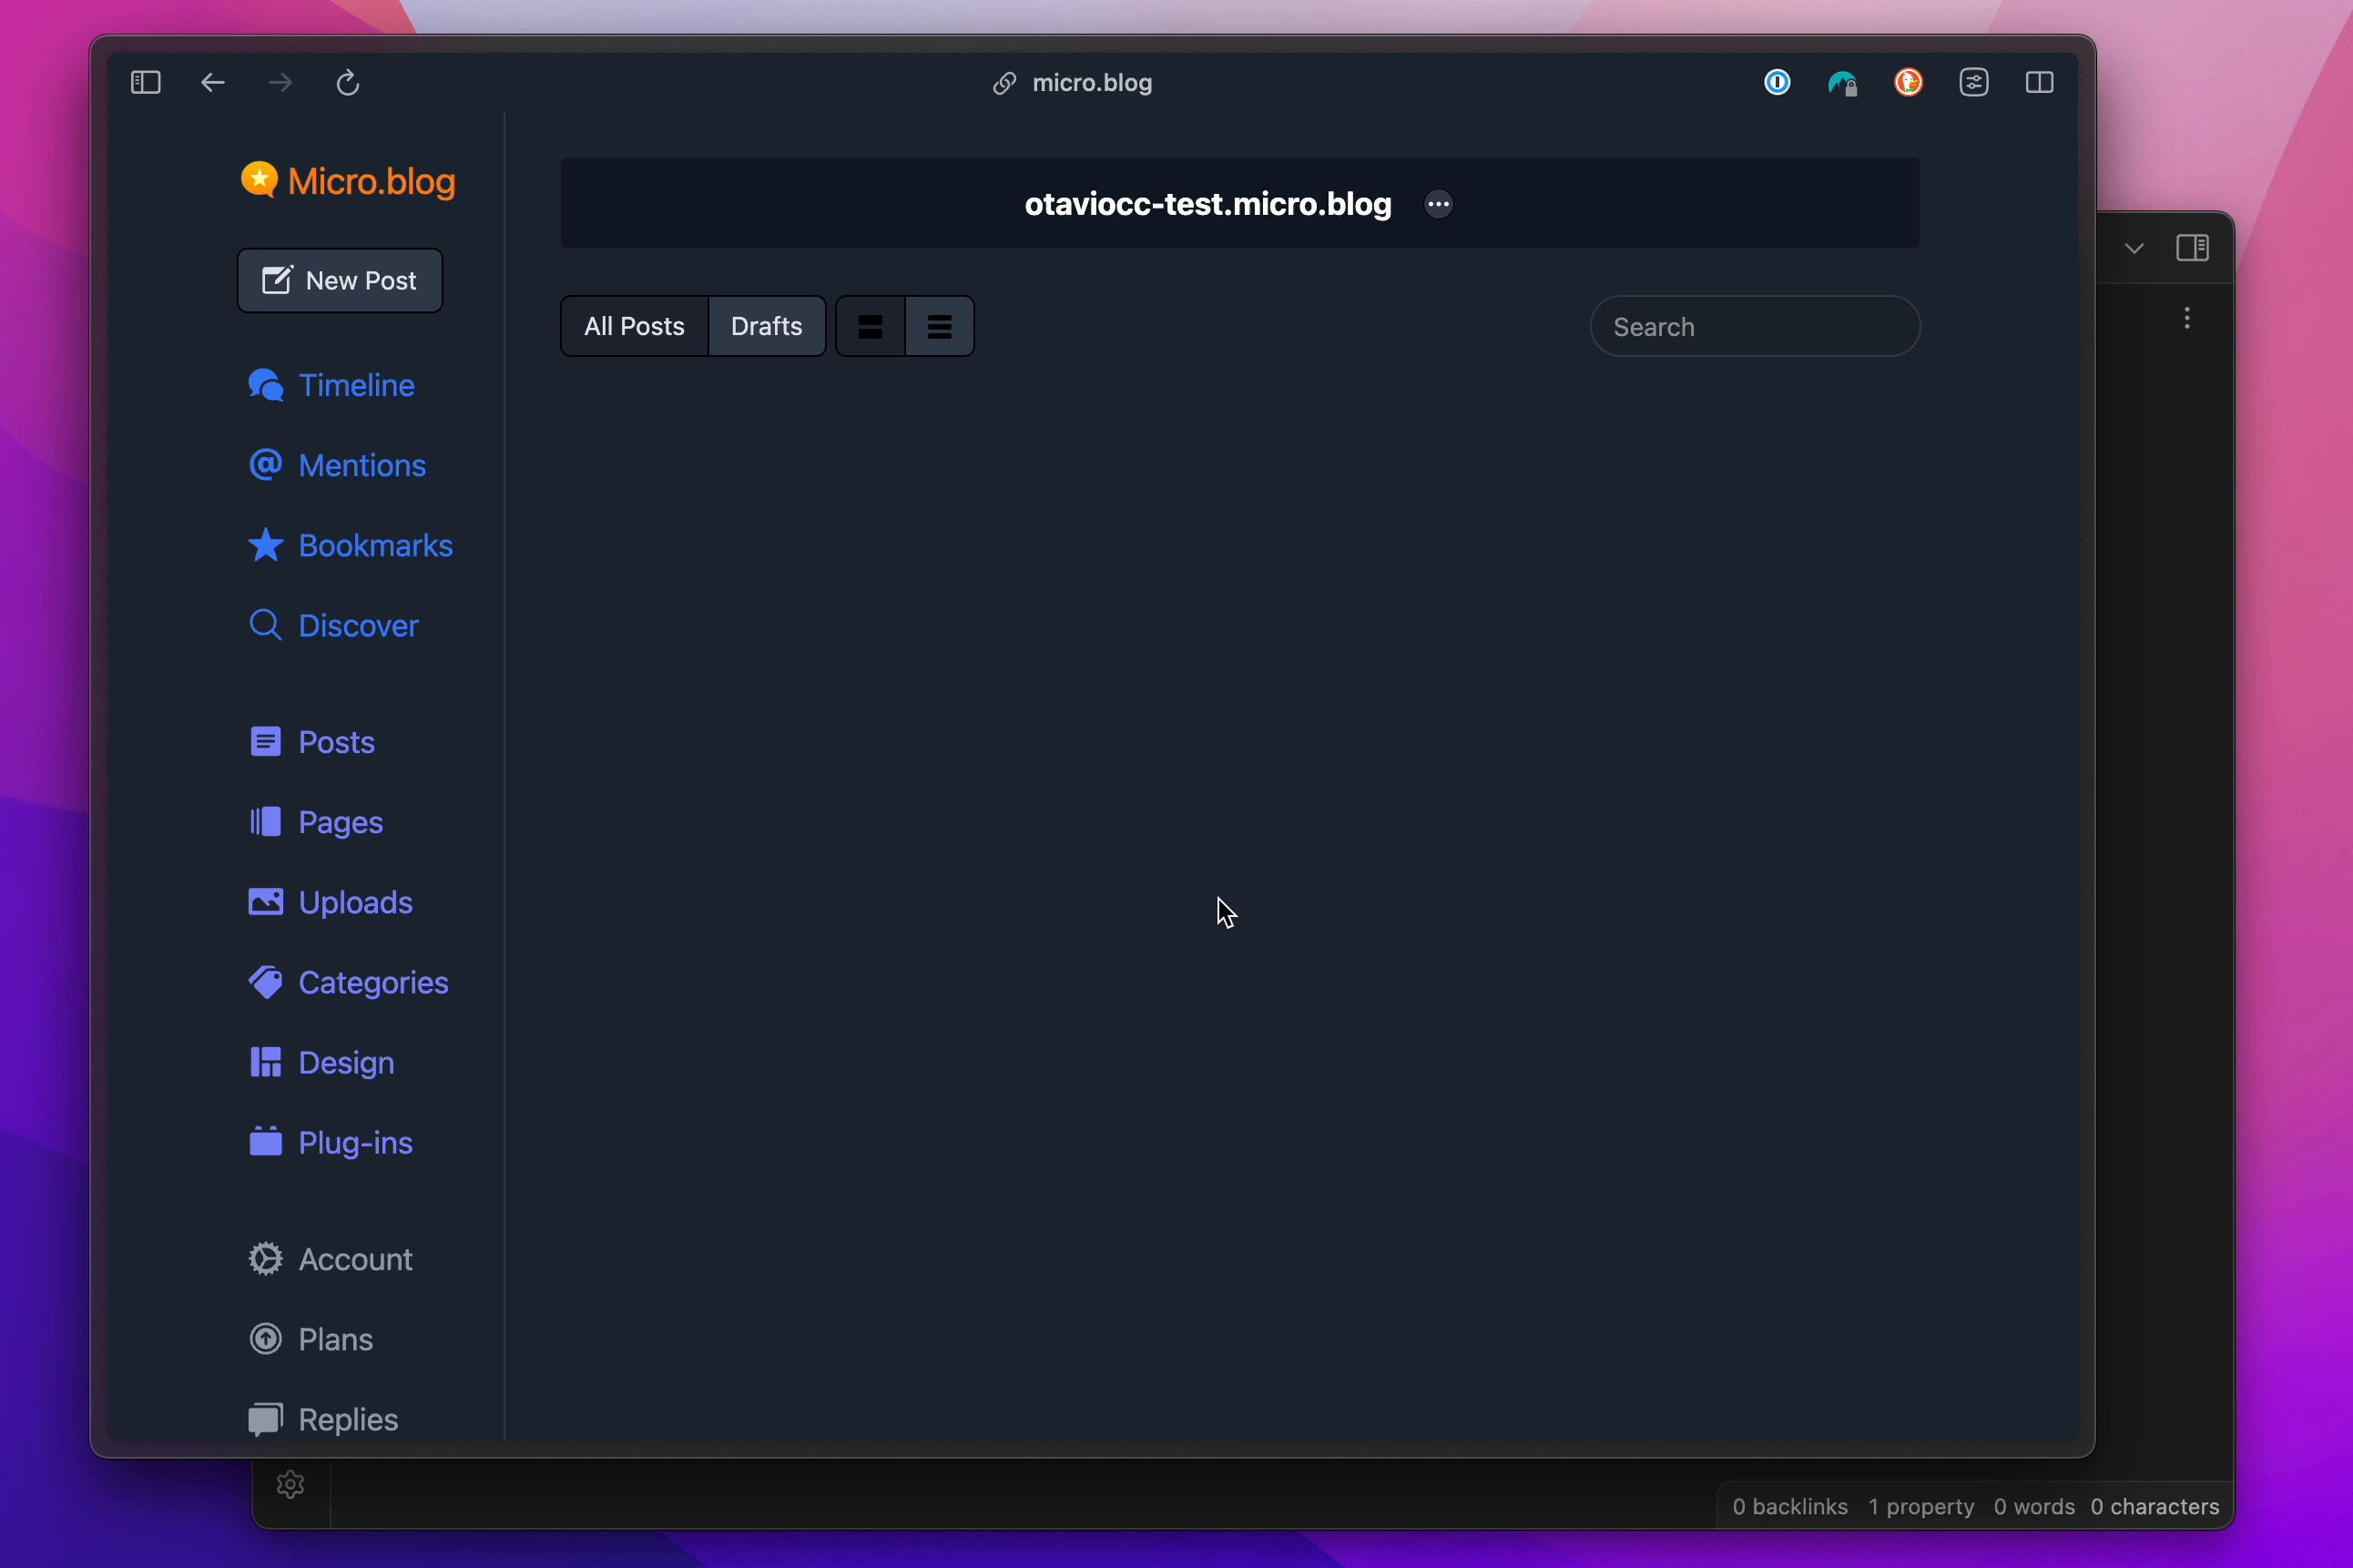 micro.blog
Micro.blog
New Post
Timeline
Mentions
Bookmarks
Discover
Posts
Pages
Uploads
Categories
Design
Plug-ins
Account
Plans
Replies
otaviocc-test.micro.blog
All Posts Drafts
Search
0 backlinks 1 property 0 words 0 characters